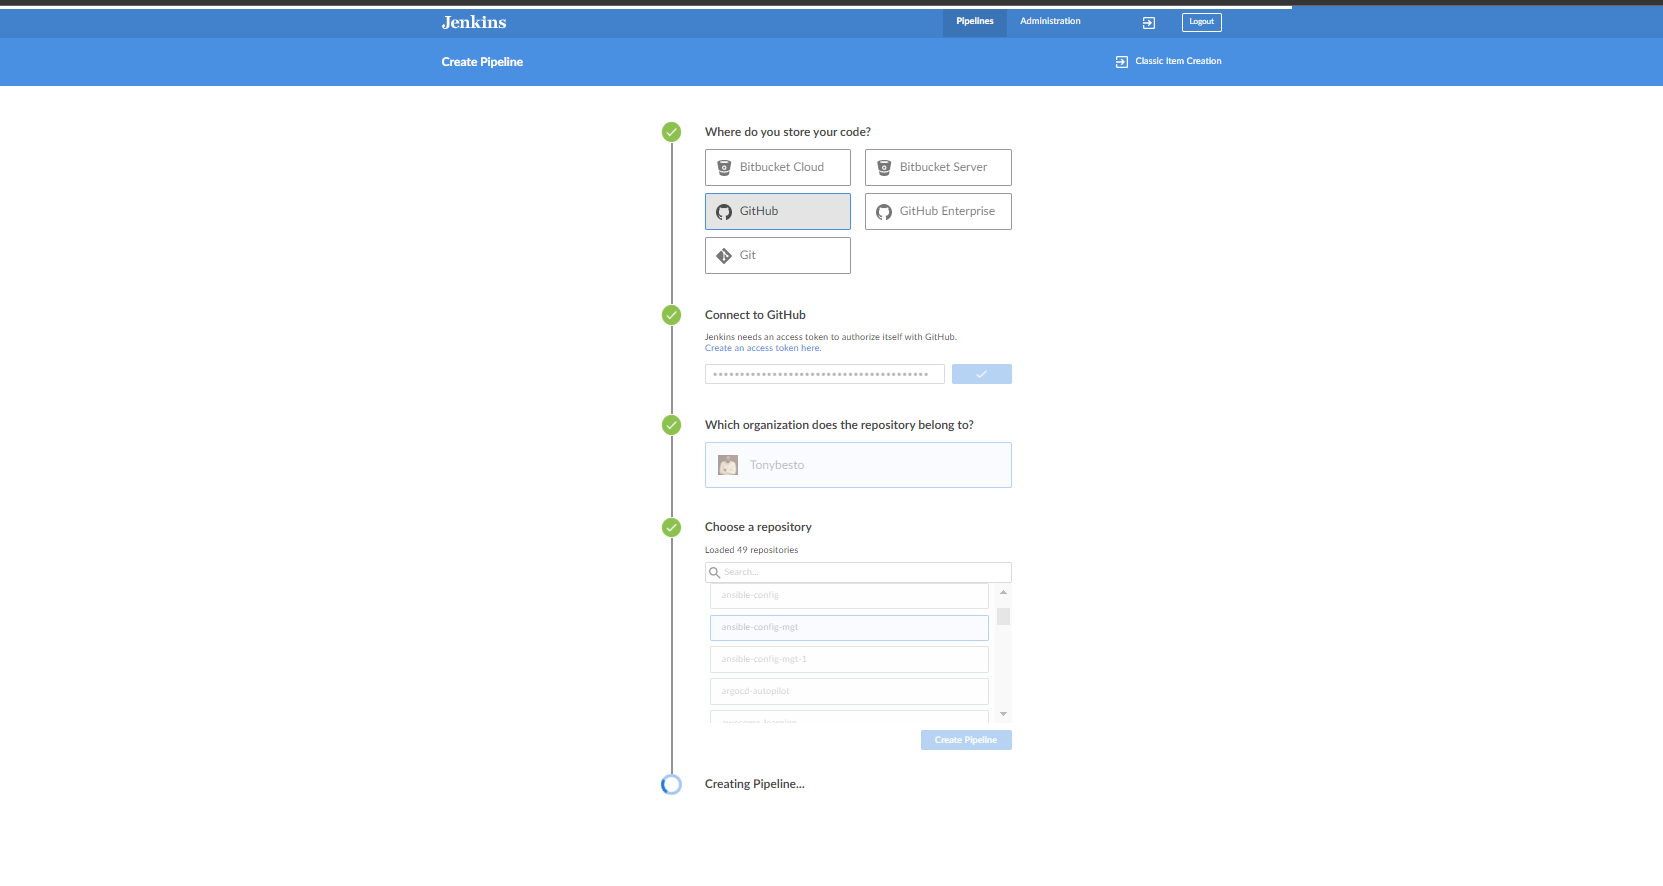 Jenkins
Pipelines
Administration
Logout
Create Pipeline
Classic Item Creation
Where do you store your code?
Bitbucket Cloud
Bitbucket Server
GitHub
GitHub Enterprise
Git
Connect to GitHub
Jenkins needs an access token to authorize itself with GitHub.
Create an access token here.
••••••••••••••••••••••••••••••••••••••••
Which organization does the repository belong to?
Tonybesto
Choose a repository
Loaded 49 repositories
Search...
ansible-config
ansible-config-mgt
ansible-config-mgt-1
argocd-autopilot
Create Pipeline
Creating Pipeline...